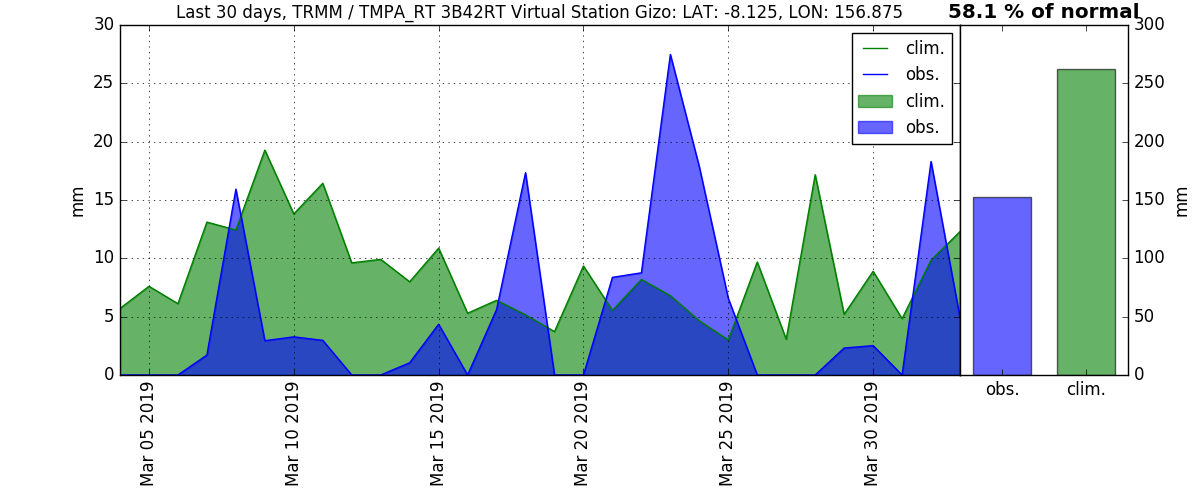 Last 30 days, TRMM / TMPA_RT 3B42RT Virtual Station Gizo: LAT: -8.125, LON: 156.875
58.1 % of normal
30
25
20
15
10
5
0
mm
clim.
obs.
clim.
obs.
300
250
200
150
100
50
0
mm
Mar 05 2019
Mar 10 2019
Mar 15 2019
Mar 20 2019
Mar 25 2019
Mar 30 2019
obs.
clim.